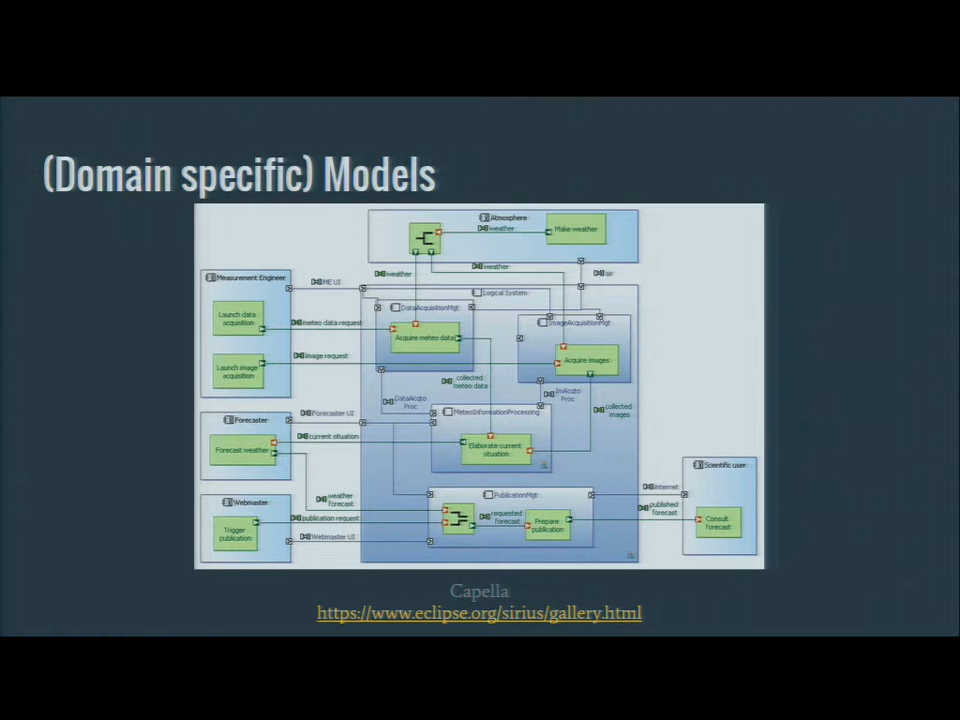 (Domain specific) Models
Atmosphere
weather
Make weather
weather
weather
air
Measurement Engineer
ME UI
Logical System
Launch data
acquisition
meteo data request
DataAcquisitionMgt
Acquire meteo data
ImageAcquisitionMgt
Launch image
acquisition
image request
Acquire images
collected
meteo data
DataAcqto
Proc
ImAcqto
Proc
collected
images
Forecaster
Forecaster UI
MeteoInformationProcessing
Forecast weather
current situation
Elaborate current
situation
Webmaster
weather
forecast
PublicationMgt
Internet
Scientific user
Trigger
publication
publication request
requested
forecast
Prepare
publication
published
forecast
Consult
forecast
Webmaster UI
Capella
https://www.eclipse.org/sirius/gallery.html